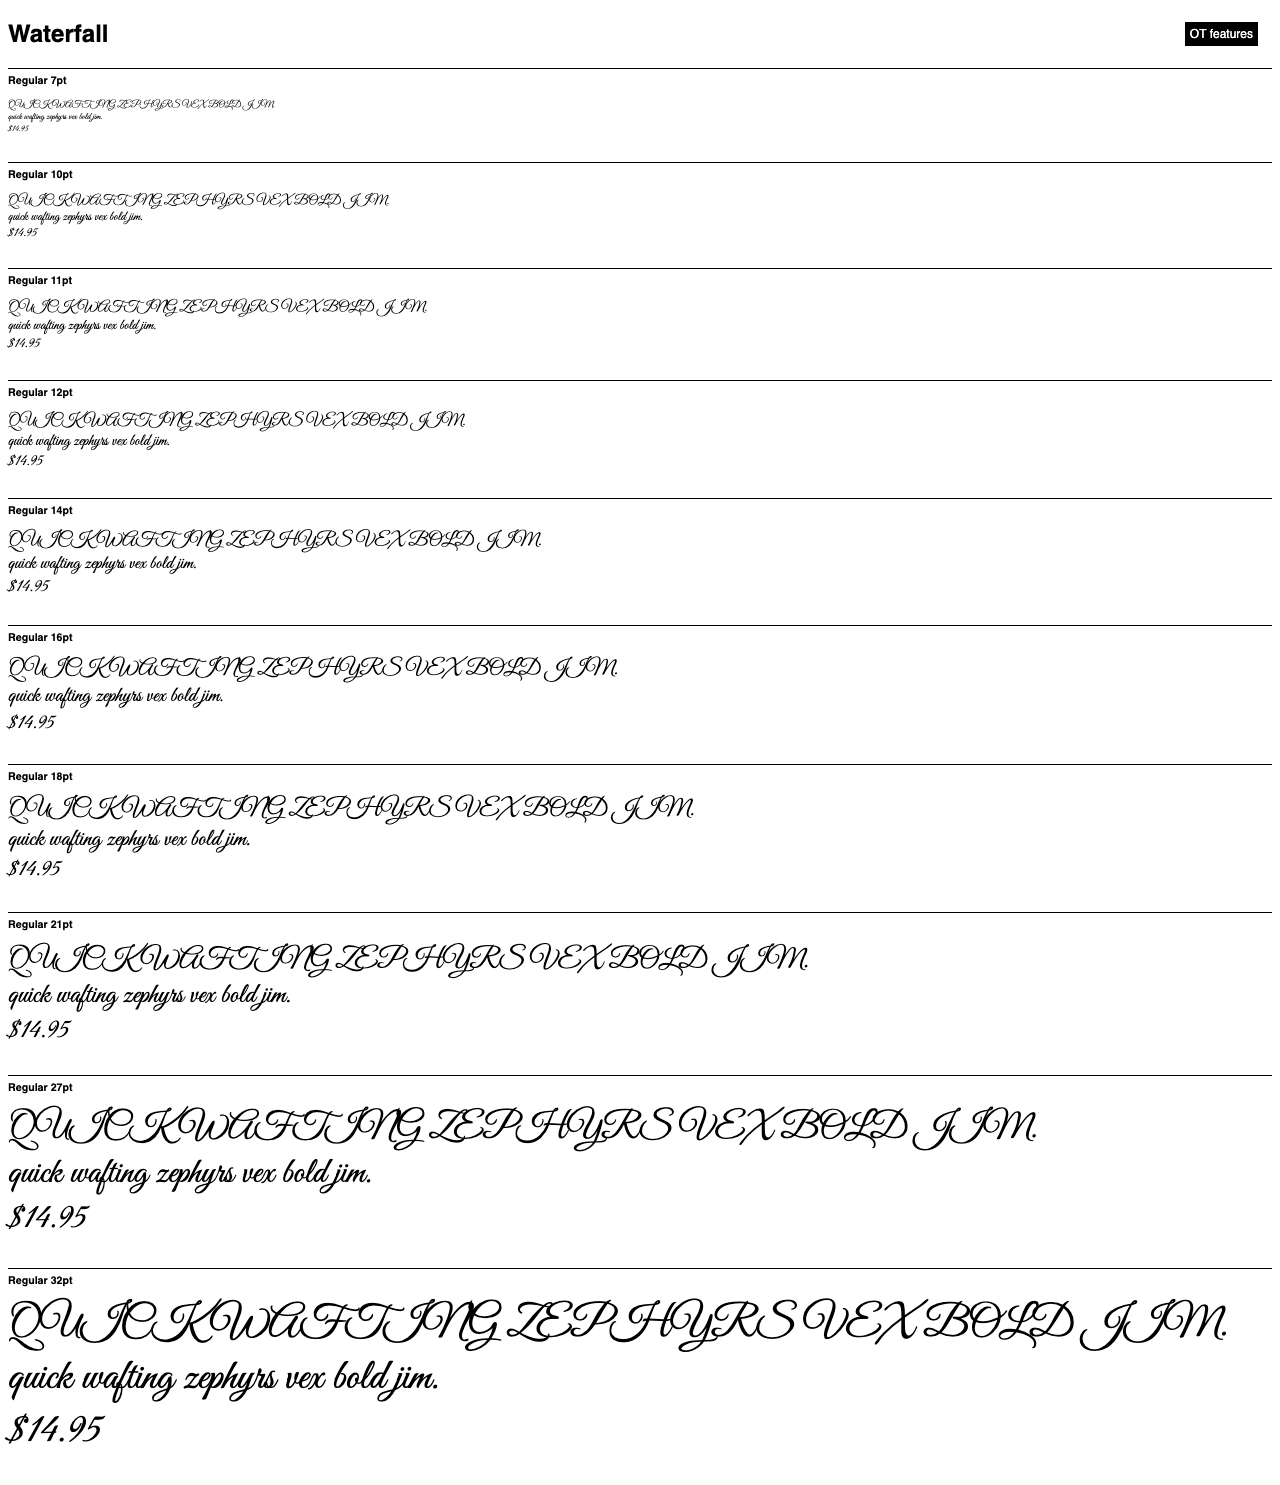 Waterfall
OT features
Regular 7pt
QUICK WAFTING ZEPHYRS VEX BOLD JIM.
quick wafting zephyrs vex bold jim.
$14.95
Regular 10pt
QUICK WAFTING ZEPHYRS VEX BOLD JIM.
quick wafting zephyrs vex bold jim.
$14.95
Regular 11pt
QUICK WAFTING ZEPHYRS VEX BOLD JIM.
quick wafting zephyrs vex bold jim.
$14.95
Regular 12pt
QUICK WAFTING ZEPHYRS VEX BOLD JIM.
quick wafting zephyrs vex bold jim.
$14.95
Regular 14pt
QUICK WAFTING ZEPHYRS VEX BOLD JIM.
quick wafting zephyrs vex bold jim.
$14.95
Regular 16pt
QUICK WAFTING ZEPHYRS VEX BOLD JIM.
quick wafting zephyrs vex bold jim.
$14.95
Regular 18pt
QUICK WAFTING ZEPHYRS VEX BOLD JIM.
quick wafting zephyrs vex bold jim.
$14.95
Regular 21pt
QUICK WAFTING ZEPHYRS VEX BOLD JIM.
quick wafting zephyrs vex bold jim.
$14.95
Regular 27pt
QUICK WAFTING ZEPHYRS VEX BOLD JIM.
quick wafting zephyrs vex bold jim.
$14.95
Regular 32pt
QUICK WAFTING ZEPHYRS VEX BOLD JIM.
quick wafting zephyrs vex bold jim.
$14.95